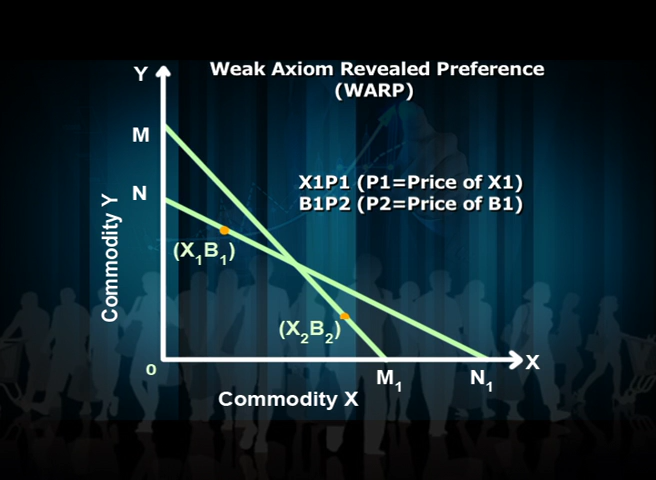 Weak Axiom Revealed Preference
(WARP)
Y
M
N
X1P1 (P1=Price of X1)
B1P2 (P2=Price of B1)
Commodity Y
(X₁B₁)
(X₂B₂)
0
M₁
N₁
X
Commodity X